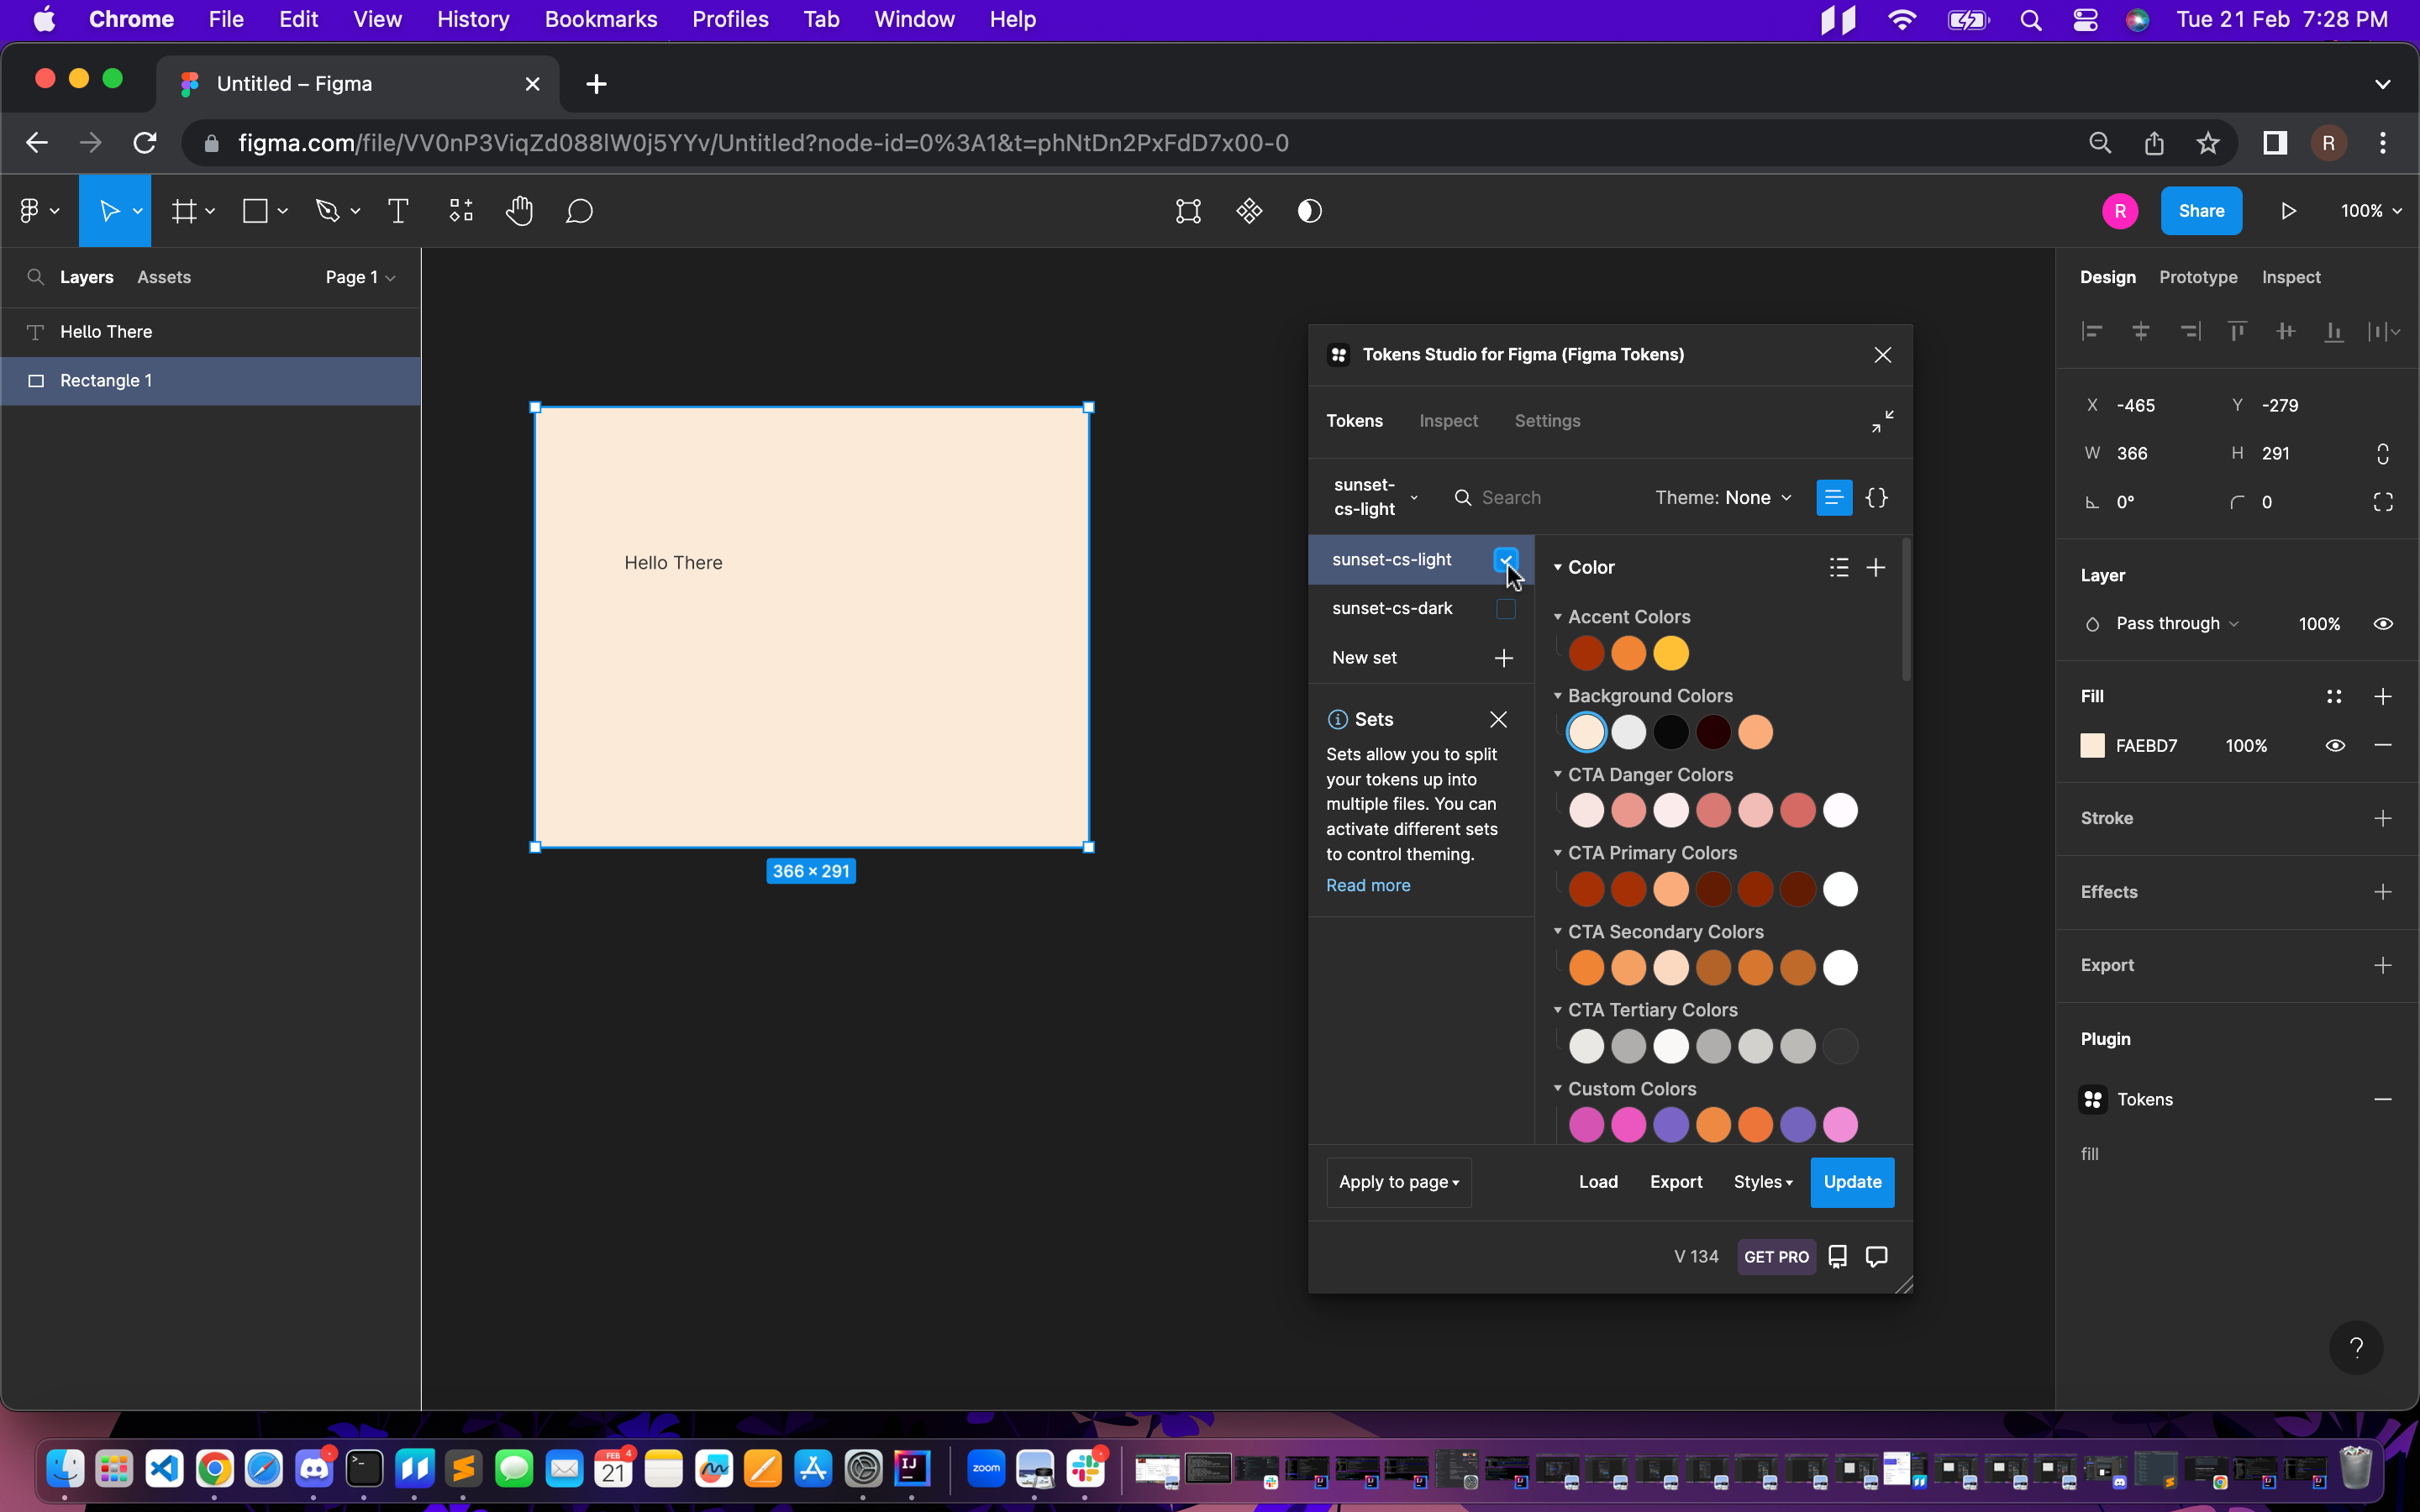 Chrome File Edit View History Bookmarks Profiles Tab Window Help Tue 21 Feb 7:28 PM
Untitled – Figma
figma.com/file/VV0nP3ViqZd088lW0j5YYv/Untitled?node-id=0%3A1&t=phNtDn2PxFdD7x00-0
R
R Share 100%
Layers Assets Page 1
Hello There
Rectangle 1
Hello There
366 × 291
Tokens Studio for Figma (Figma Tokens)
Tokens Inspect Settings
sunset-
cs-light
Search
Theme: None
sunset-cs-light
sunset-cs-dark
New set
Sets
Sets allow you to split
your tokens up into
multiple files. You can
activate different sets
to control theming.
Read more
Color
Accent Colors
Background Colors
CTA Danger Colors
CTA Primary Colors
CTA Secondary Colors
CTA Tertiary Colors
Custom Colors
Apply to page Load Export Styles Update
V 134 GET PRO
Design Prototype Inspect
X -465 Y -279
W 366 H 291
0° 0
Layer
Pass through 100%
Fill
FAEBD7 100%
Stroke
Effects
Export
Plugin
Tokens
fill
?
FEB 4
21
IJ
zoom